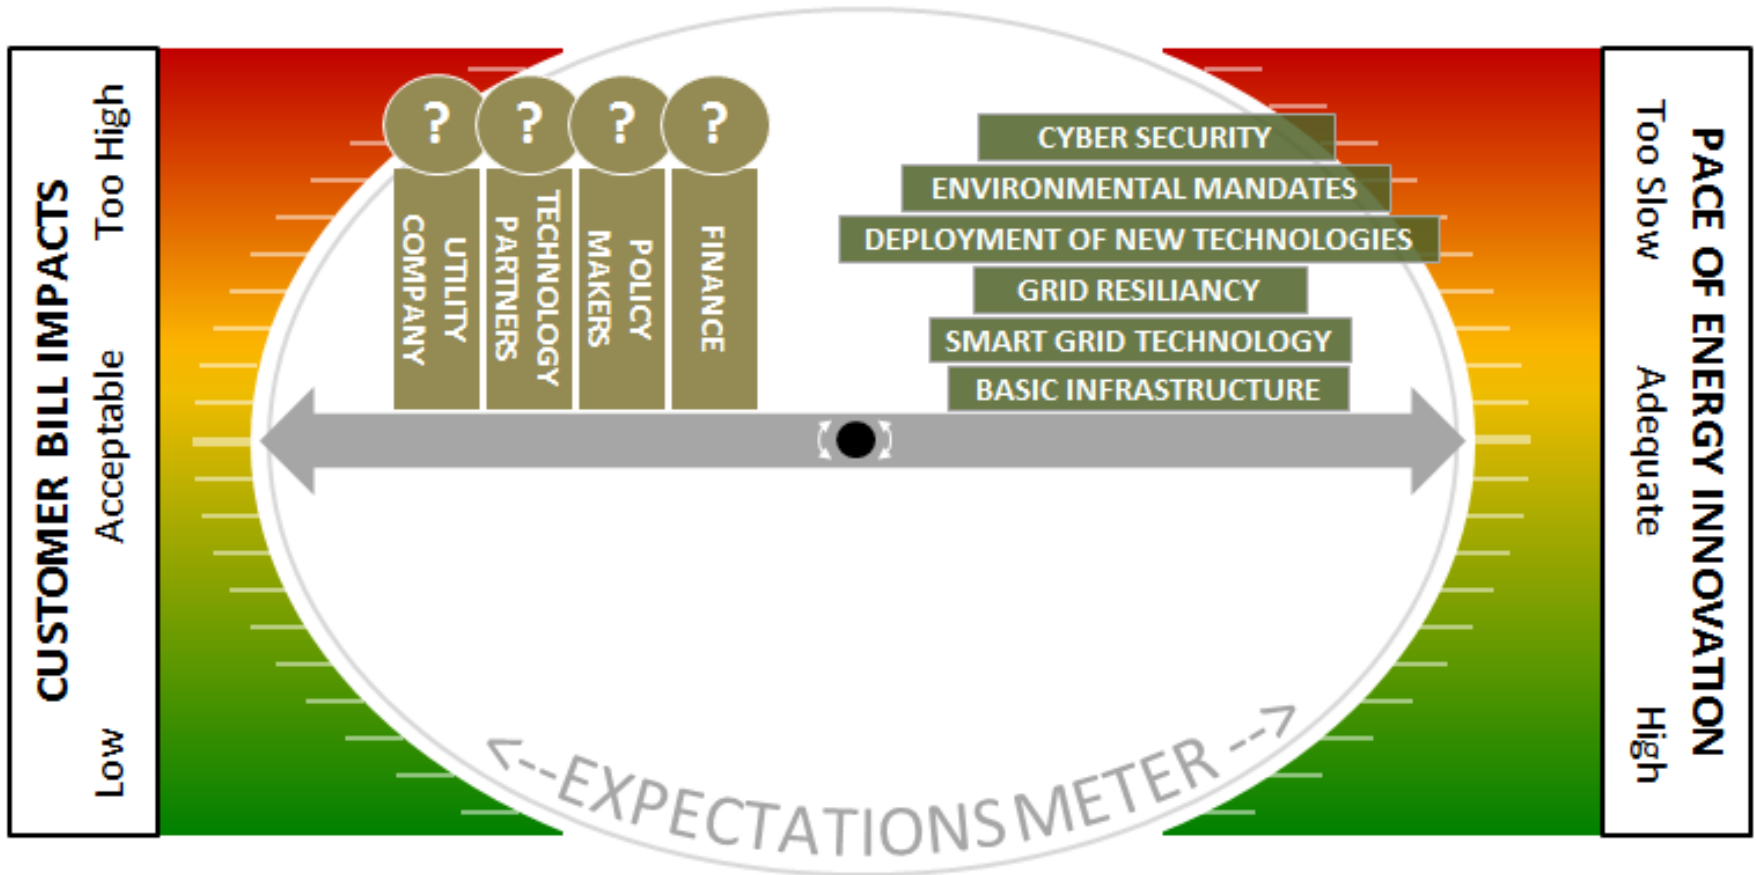 CUSTOMER BILL IMPACTS
Too High
Acceptable
Low
?
?
?
?
UTILITY
COMPANY
TECHNOLOGY
PARTNERS
POLICY
MAKERS
FINANCE
CYBER SECURITY
ENVIRONMENTAL MANDATES
DEPLOYMENT OF NEW TECHNOLOGIES
GRID RESILIANCY
SMART GRID TECHNOLOGY
BASIC INFRASTRUCTURE
<--EXPECTATIONS METER -->
Too Slow
Adequate
High
PACE OF ENERGY INNOVATION